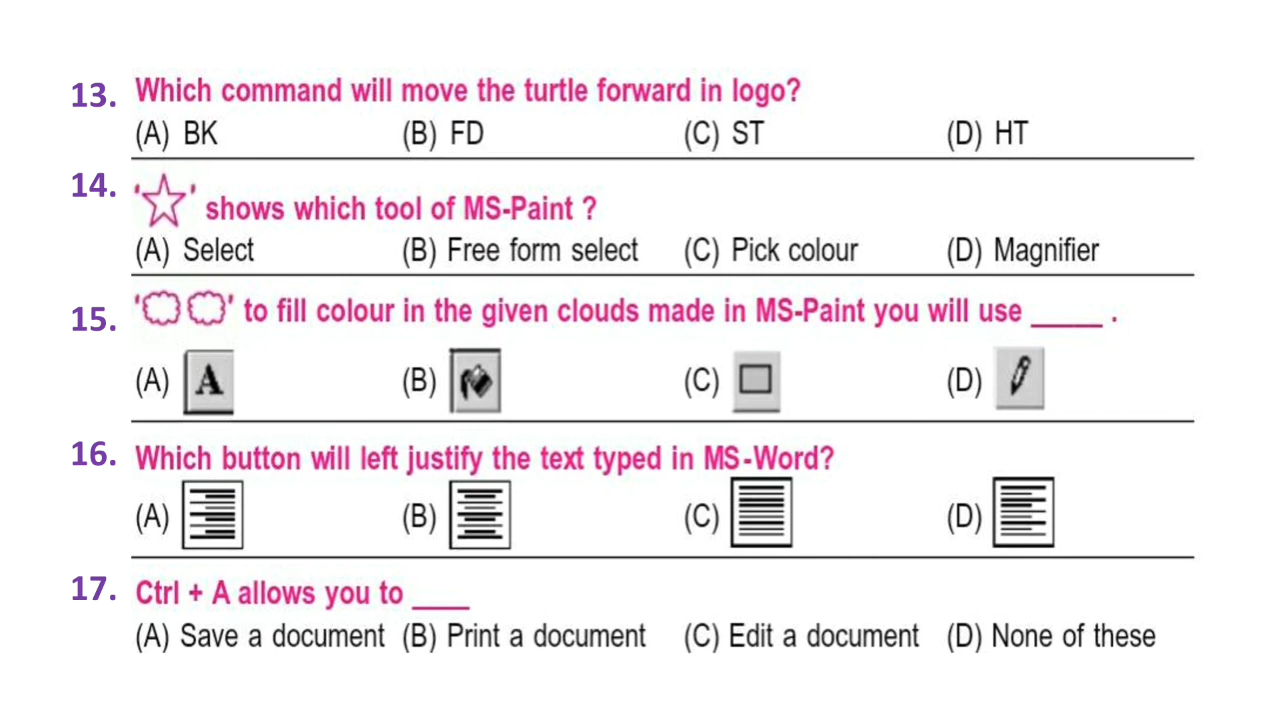 13. Which command will move the turtle forward in logo?
(A) BK (B) FD (C) ST (D) HT
14. '☆' shows which tool of MS-Paint ?
(A) Select (B) Free form select (C) Pick colour (D) Magnifier
15. ' ' to fill colour in the given clouds made in MS-Paint you will use _____ .
(A) A (B) (C) (D)
16. Which button will left justify the text typed in MS-Word?
(A) (B) (C) (D)
17. Ctrl + A allows you to ____
(A) Save a document (B) Print a document (C) Edit a document (D) None of these